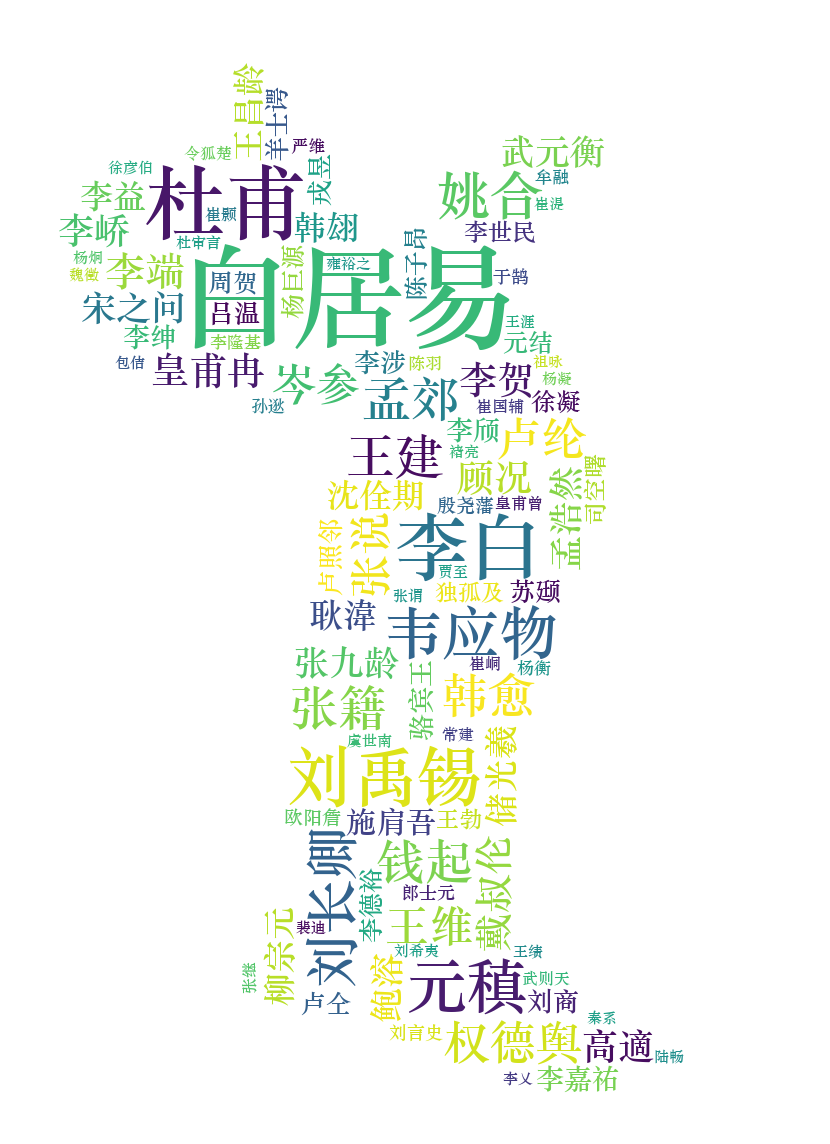 王昌龄
羊士谔
严维
令狐楚
徐彦伯
武元衡
戎昱
牟融
杜甫
姚合
李益
崔颢
崔湜
李峤
韩翃
李世民
杜审言
陈子昂
杨炯
白居易
雍裕之
魏徵
李端
周贺
杨巨源
于鹄
宋之问
吕温
王涯
李绅
李隆基
元结
包佶
皇甫冉
岑参
李涉
陈羽
祖咏
李贺
杨凝
孟郊
孙逖
崔国辅
徐凝
李颀
卢纶
王建
褚亮
顾况
司空曙
孟浩然
沈佺期
殷尧藩
皇甫曾
张说
李白
卢照邻
贾至
张谓
独孤及
苏颋
耿湋
韦应物
张九龄
崔峒
杨衡
骆宾王
张籍
韩愈
虞世南
常建
储光羲
刘禹锡
欧阳詹
施肩吾
王勃
刘长卿
钱起
戴叔伦
李德裕
郎士元
王维
柳宗元
裴迪
刘希夷
王绩
张继
鲍溶
元稹
武则天
卢仝
刘商
秦系
刘言史
权德舆
高適
陆畅
李乂
李嘉祐